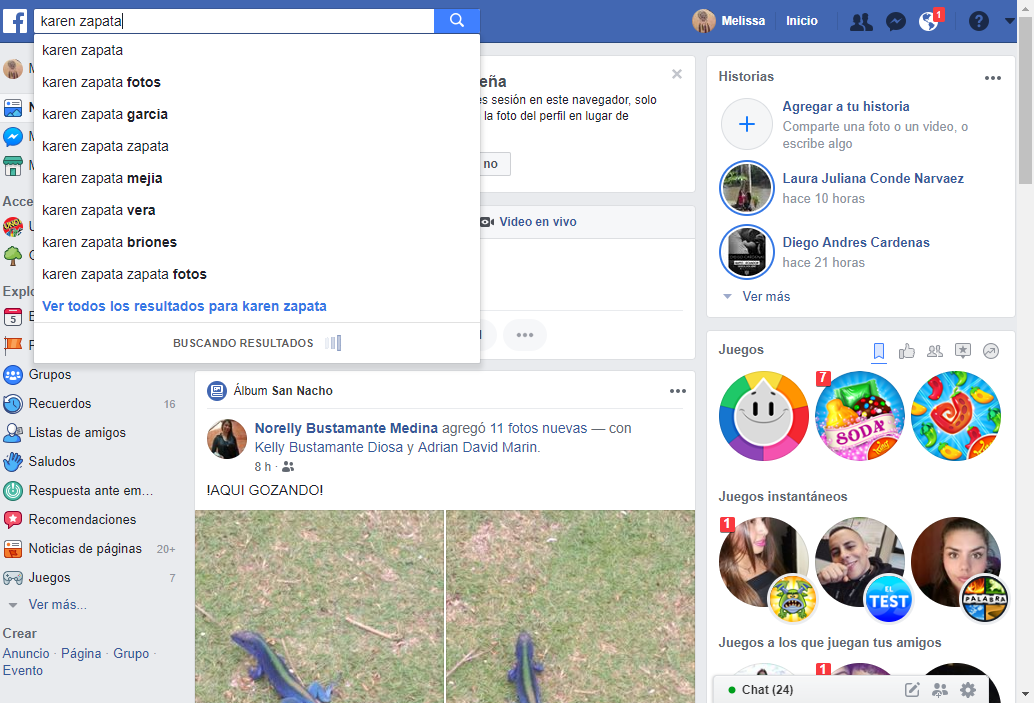 karen zapata
Melissa
Inicio
1
karen zapata
karen zapata fotos
karen zapata garcia
karen zapata zapata
karen zapata mejia
karen zapata vera
karen zapata briones
karen zapata zapata fotos
Ver todos los resultados para karen zapata
BUSCANDO RESULTADOS
Acce
Explo
5
Grupos
Recuerdos 16
Listas de amigos
Saludos
Respuesta ante em...
Recomendaciones
Noticias de páginas 20+
Juegos 7
Ver más...
Crear
Anuncio · Página · Grupo ·
Evento
eña
es sesión en este navegador, solo
la foto del perfil en lugar de
no
Video en vivo
Álbum San Nacho
Norelly Bustamante Medina agregó 11 fotos nuevas — con
Kelly Bustamante Diosa y Adrian David Marin.
8 h ·
!AQUI GOZANDO!
Historias
Agregar a tu historia
Comparte una foto o un video, o
escribe algo
Laura Juliana Conde Narvaez
hace 10 horas
Diego Andres Cardenas
hace 21 horas
Ver más
Juegos
7
SODA
Juegos instantáneos
1
EL
TEST
PALABRA
Juegos a los que juegan tus amigos
1
Chat (24)